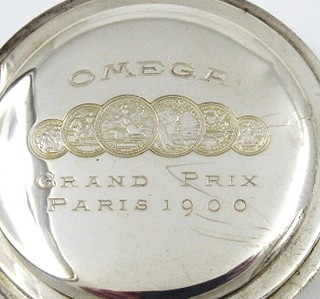 OMEGA
GRAND PRIX
PARIS 1900